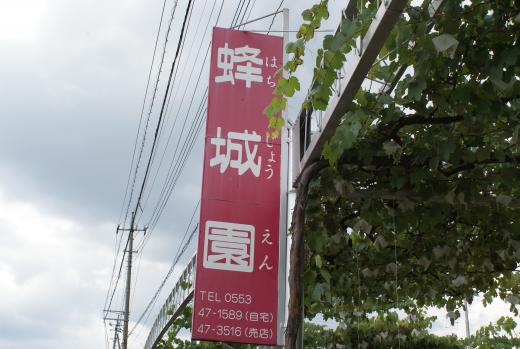 蜂城園
はち じょう えん
TEL 0553
47-1589(自宅)
47-3516(売店)